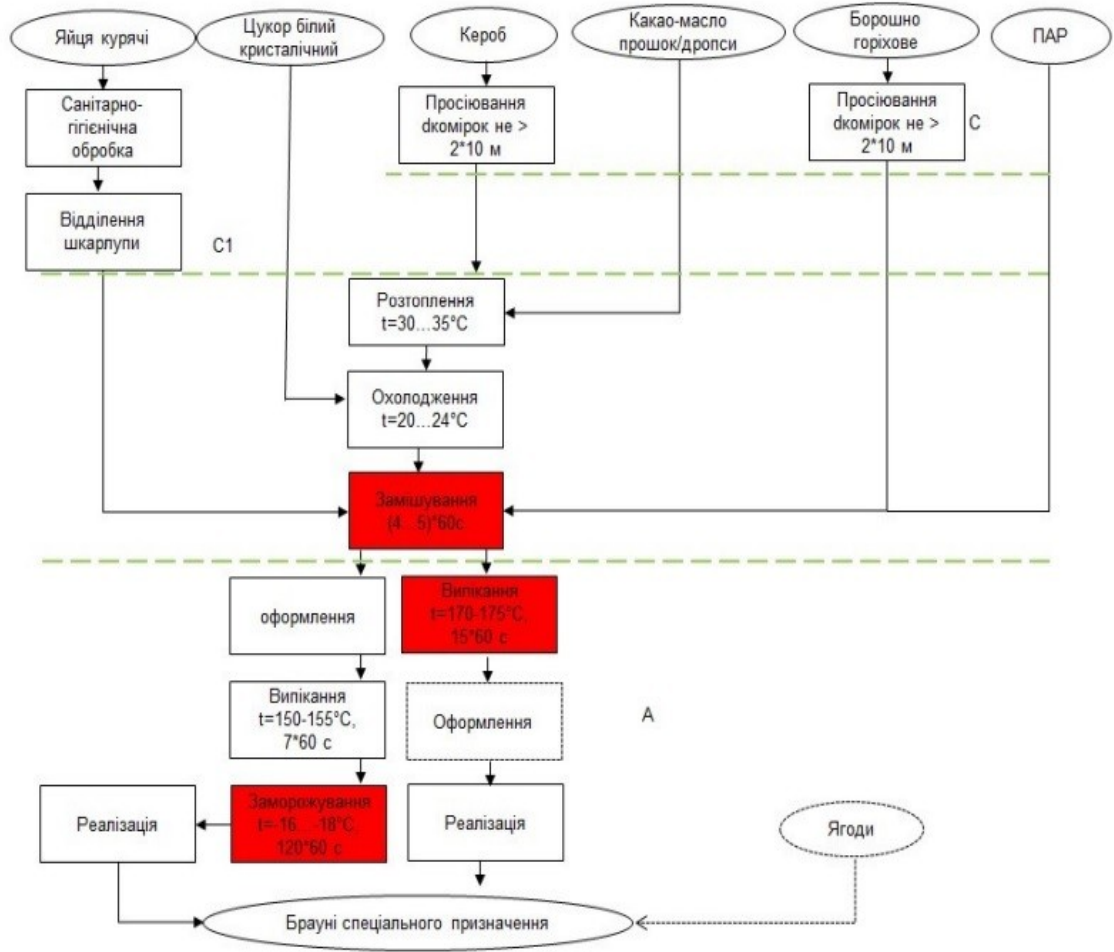 Яйця курячі
Цукор білий
кристалічний
Кероб
Какао-масло
прошок/дропси
Борошно
горіхове
ПАР
Санітарно-
гігієнічна
обробка
Просіювання
dкомірок не >
2*10 м
Просіювання
dкомірок не >
2*10 м
С
Відділення
шкарлупи
С1
Розтоплення
t=30...35°С
Охолодження
t=20...24°С
Замішування
(4...5)*60с
оформлення
Випікання
t=170-175°С,
15*60 с
Випікання
t=150-155°С,
7*60 с
Оформлення
А
Реалізація
Заморожування
t=-16...-18°С,
120*60 с
Реалізація
Ягоди
Брауні спеціального призначення